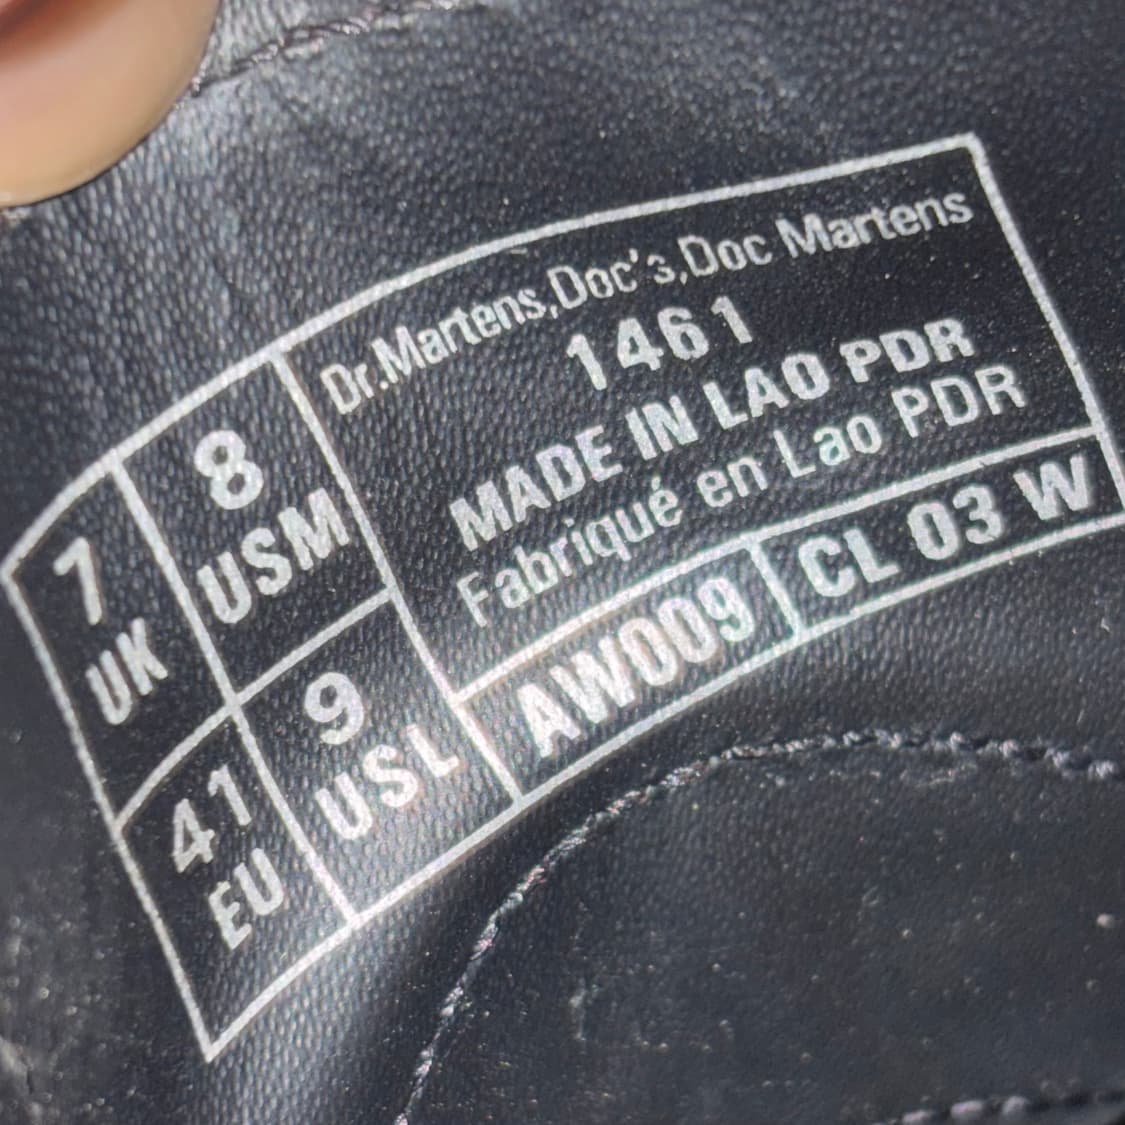 Dr.Martens,Doc's,Doc Martens
1461
MADE IN LAO PDR
Fabriqué en Lao PDR
7
UK
8
USM
41
EU
9
USL
AW009
CL 03 W